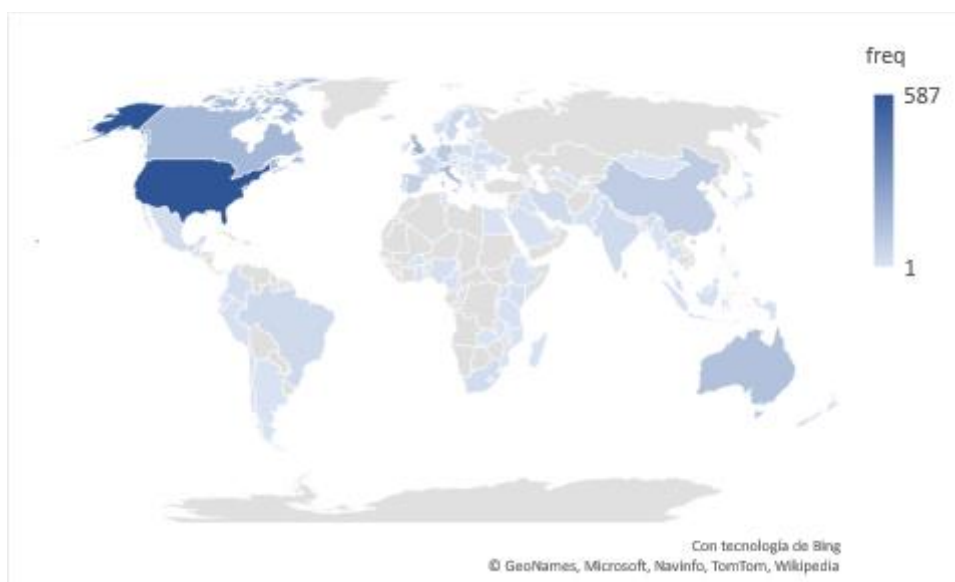 freq
587
1
Con tecnología de Bing
© GeoNames, Microsoft, Navinfo, TomTom, Wikipedia